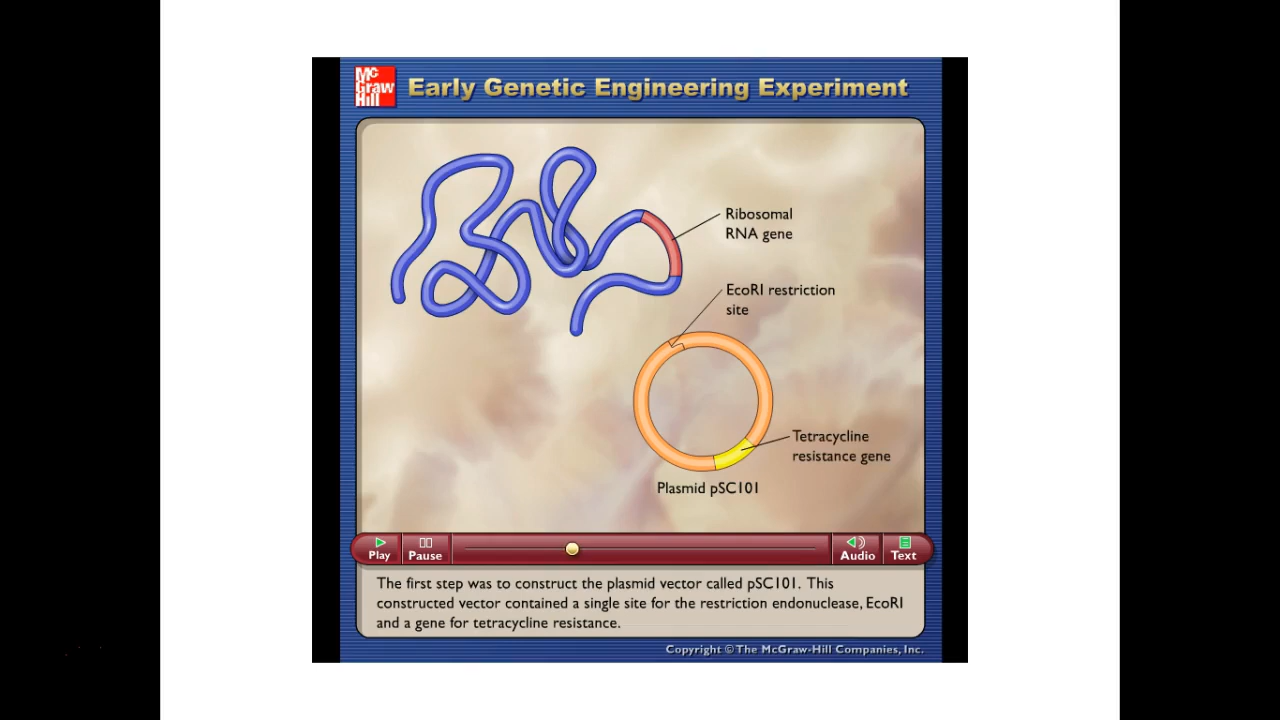 Mc
Graw
Hill
Early Genetic Engineering Experiment
Ribosomal
RNA gene
EcoRI restriction
site
Tetracycline
resistance gene
Plasmid pSC101
Play
Pause
Audio
Text
The first step was to construct the plasmid vector called pSC101. This
constructed vector contained a single site for the restriction endonuclease, EcoRI
and a gene for tetracycline resistance.
Copyright © The McGraw-Hill Companies, Inc.